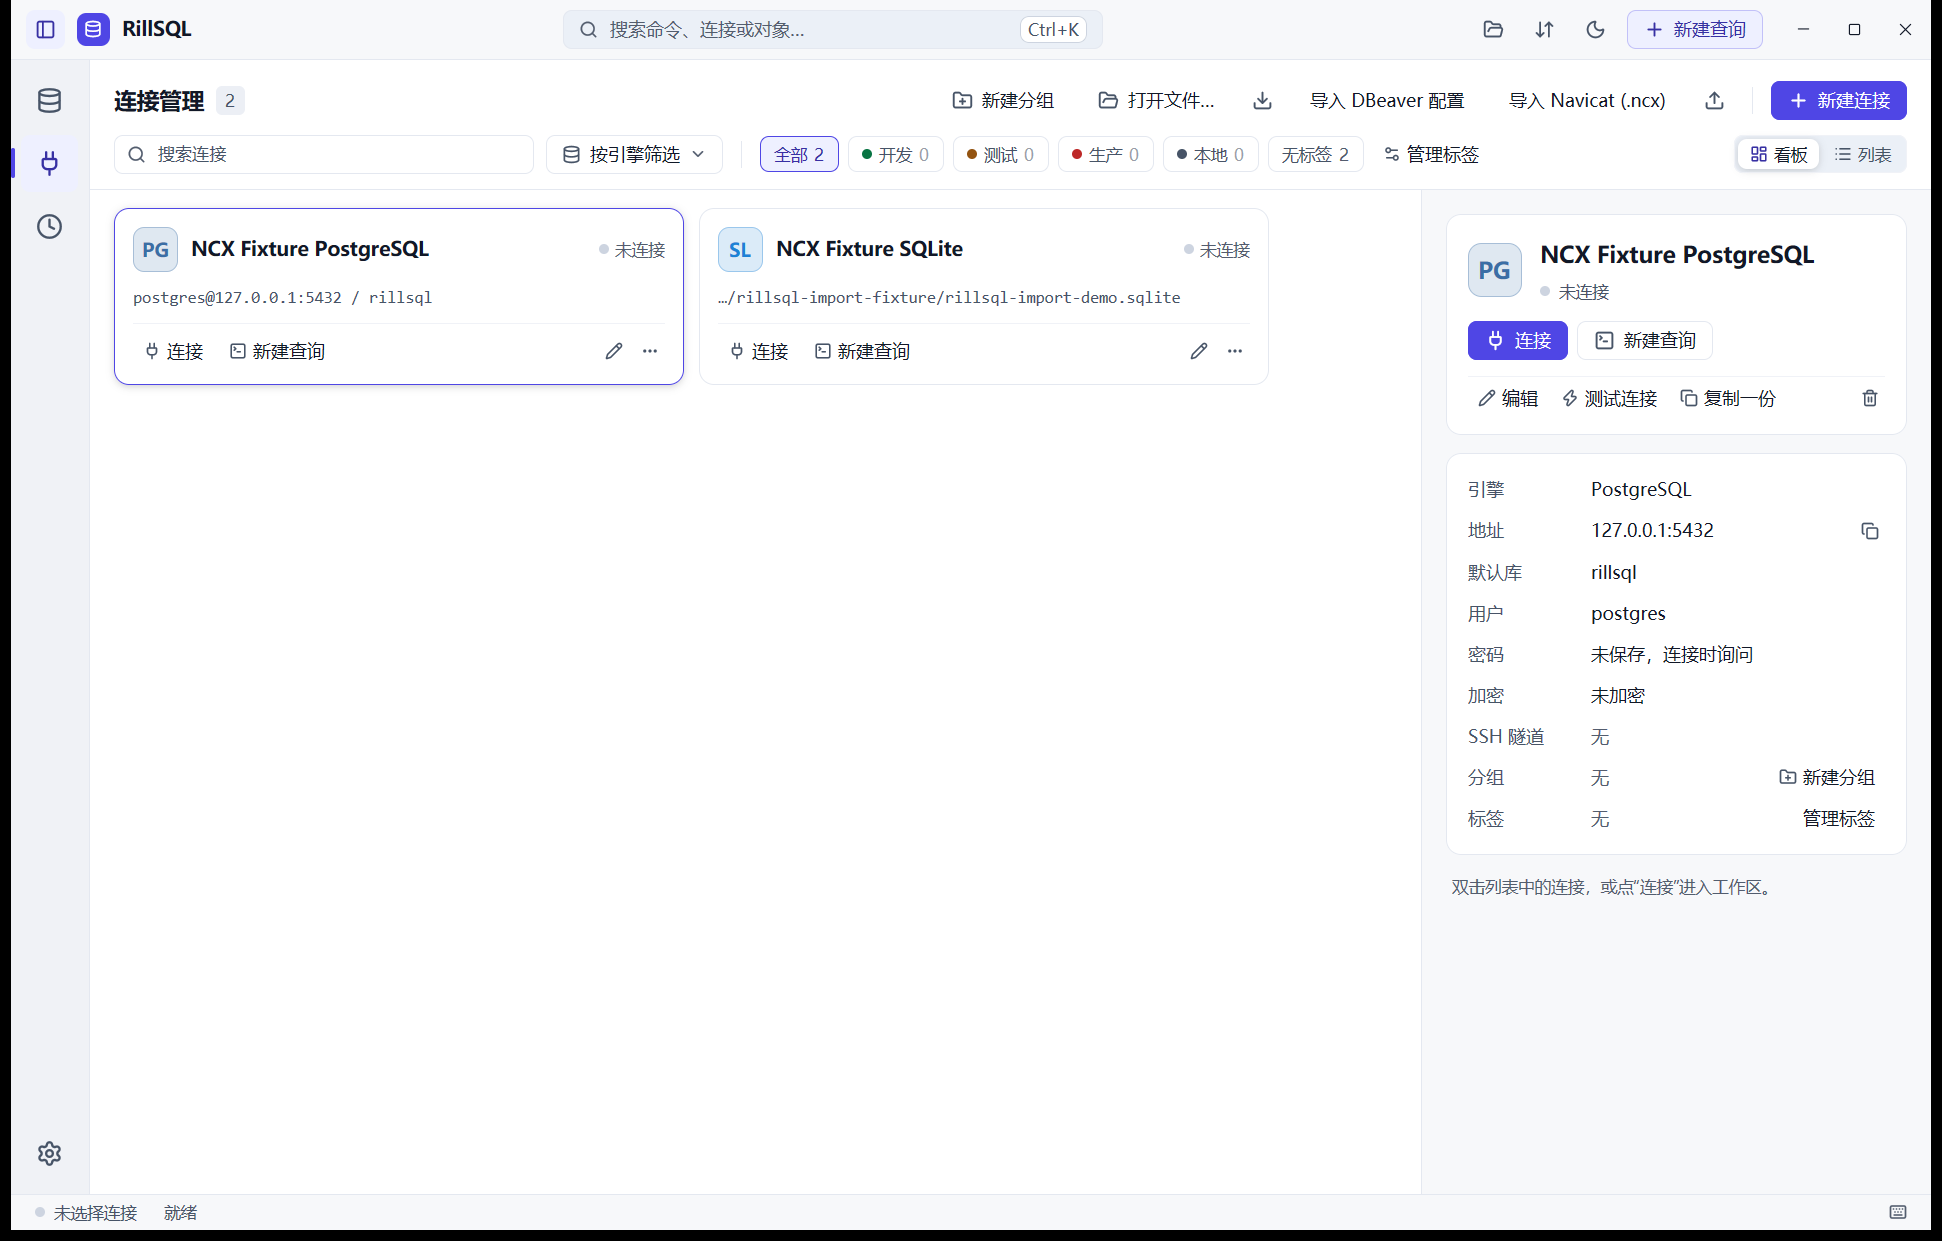 RillSQL
搜索命令、连接或对象...
Ctrl+K
新建查询
连接管理 2
新建分组
打开文件...
导入 DBeaver 配置
导入 Navicat (.ncx)
新建连接
搜索连接
按引擎筛选
全部 2
开发 0
测试 0
生产 0
本地 0
无标签 2
管理标签
看板
列表
PG
NCX Fixture PostgreSQL
未连接
postgres@127.0.0.1:5432 / rillsql
连接
新建查询
SL
NCX Fixture SQLite
未连接
…/rillsql-import-fixture/rillsql-import-demo.sqlite
连接
新建查询
PG
NCX Fixture PostgreSQL
未连接
连接
新建查询
编辑
测试连接
复制一份
引擎 PostgreSQL
地址 127.0.0.1:5432
默认库 rillsql
用户 postgres
密码 未保存，连接时询问
加密 未加密
SSH 隧道 无
分组 无 新建分组
标签 无 管理标签
双击列表中的连接，或点“连接”进入工作区。
未选择连接
就绪